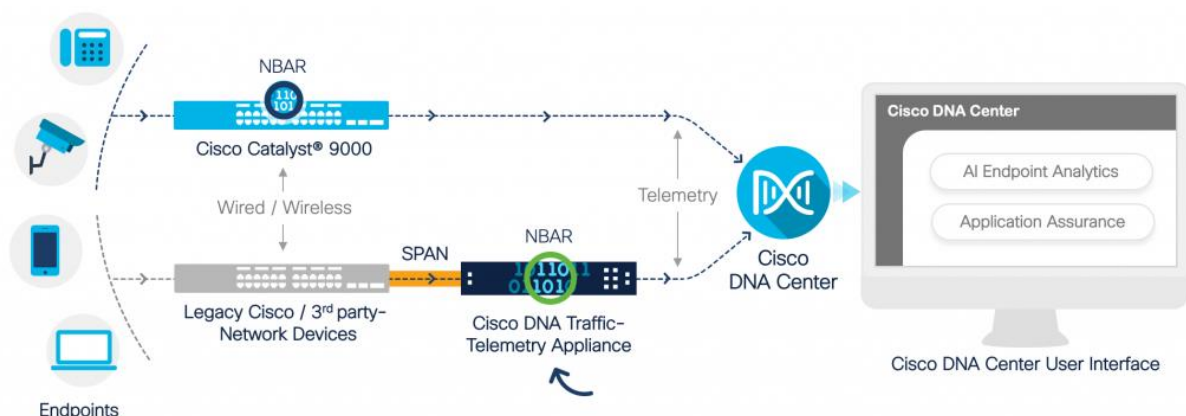 NBAR
110
101
Cisco Catalyst® 9000
Wired / Wireless
SPAN
NBAR
1011011
011010
Legacy Cisco / 3rd party-
Network Devices
Cisco DNA Traffic-
Telemetry Appliance
Endpoints
Telemetry
Cisco
DNA Center
Cisco DNA Center
AI Endpoint Analytics
Application Assurance
Cisco DNA Center User Interface